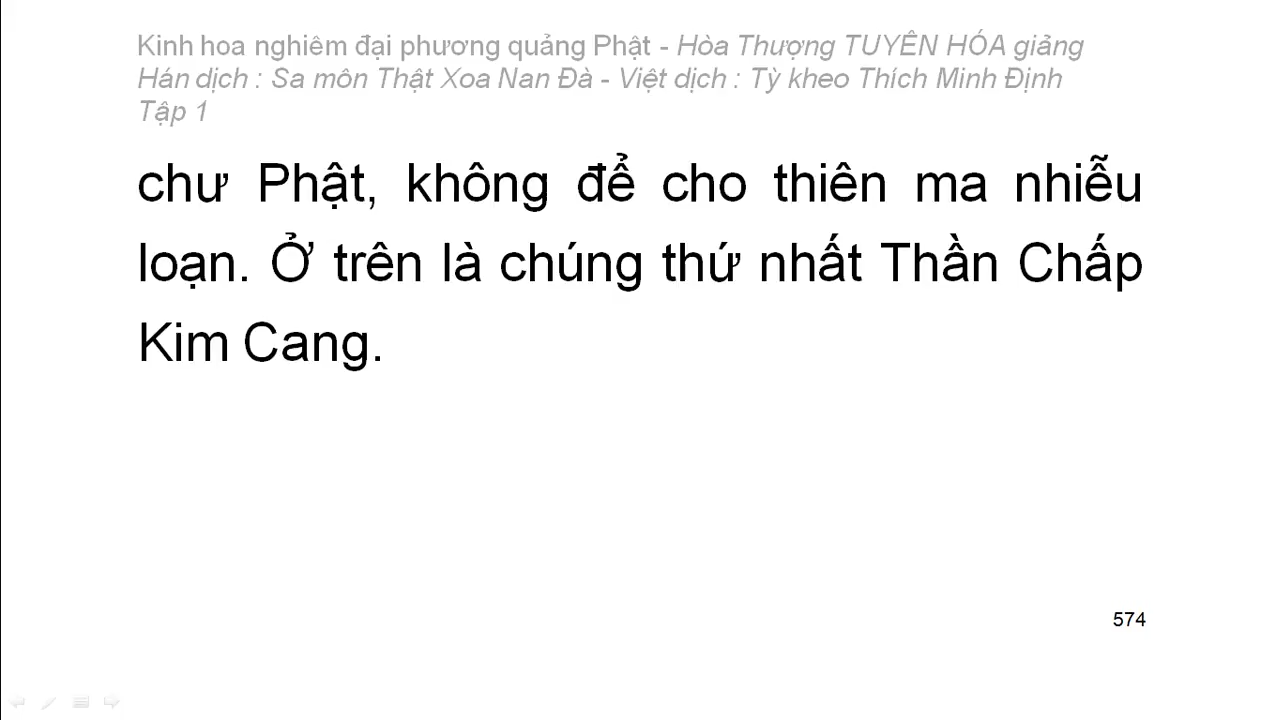 Kinh hoa nghiêm đại phương quảng Phật - Hòa Thượng TUYÊN HÓA giảng
Hán dịch : Sa môn Thật Xoa Nan Đà - Việt dịch : Tỳ kheo Thích Minh Định
Tập 1
chư Phật, không để cho thiên ma nhiễu
loạn. Ở trên là chúng thứ nhất Thần Chấp
Kim Cang.
574